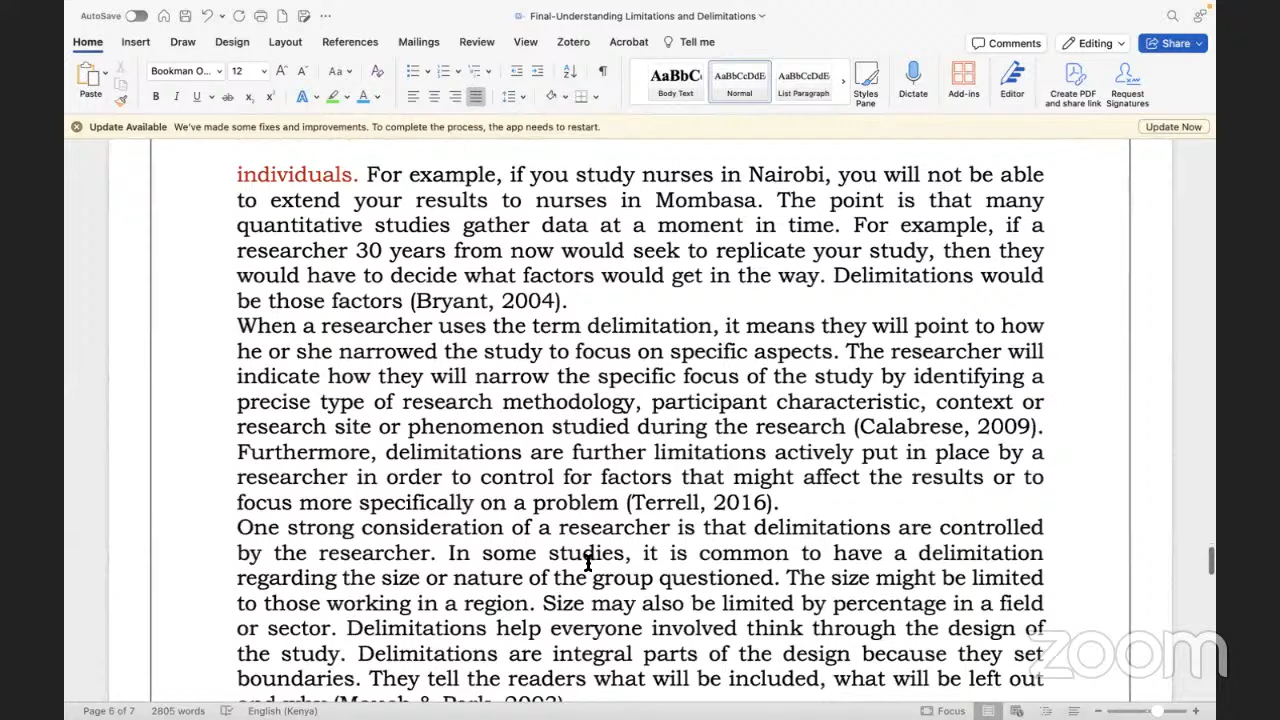 AutoSave
Final-Understanding Limitations and Delimitations
Home Insert Draw Design Layout References Mailings Review View Zotero Acrobat Tell me Comments Editing Share
Paste
Bookman O... 12
AaBbC
Body Text
AaBbCcDdE
Normal
AaBbCcDdE
List Paragraph
Styles
Pane
Dictate
Add-ins
Editor
Create PDF
and share link
Request
Signatures
Update Available We've made some fixes and improvements. To complete the process, the app needs to restart. Update Now
individuals. For example, if you study nurses in Nairobi, you will not be able
to extend your results to nurses in Mombasa. The point is that many
quantitative studies gather data at a moment in time. For example, if a
researcher 30 years from now would seek to replicate your study, then they
would have to decide what factors would get in the way. Delimitations would
be those factors (Bryant, 2004).
When a researcher uses the term delimitation, it means they will point to how
he or she narrowed the study to focus on specific aspects. The researcher will
indicate how they will narrow the specific focus of the study by identifying a
precise type of research methodology, participant characteristic, context or
research site or phenomenon studied during the research (Calabrese, 2009).
Furthermore, delimitations are further limitations actively put in place by a
researcher in order to control for factors that might affect the results or to
focus more specifically on a problem (Terrell, 2016).
One strong consideration of a researcher is that delimitations are controlled
by the researcher. In some studies, it is common to have a delimitation
regarding the size or nature of the group questioned. The size might be limited
to those working in a region. Size may also be limited by percentage in a field
or sector. Delimitations help everyone involved think through the design of
the study. Delimitations are integral parts of the design because they set
boundaries. They tell the readers what will be included, what will be left out
zoom
Page 6 of 7 2805 words English (Kenya) Focus